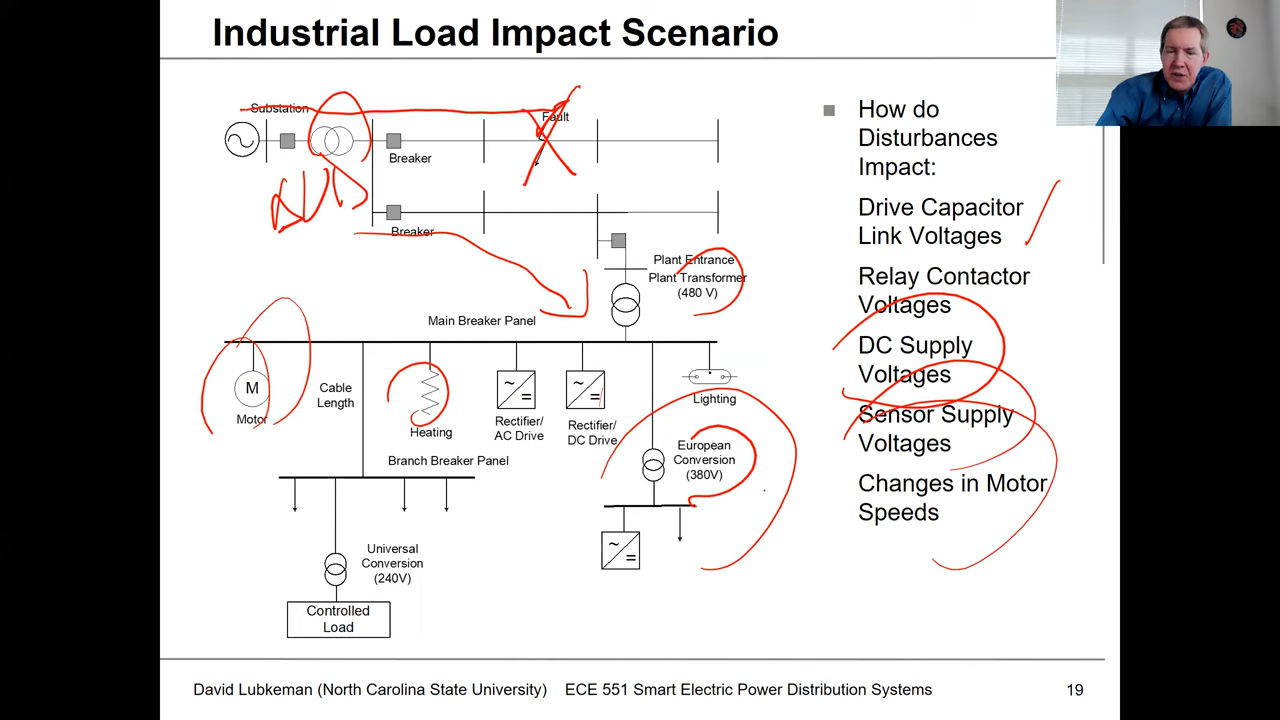 Industrial Load Impact Scenario
Substation
Fault
Breaker
Breaker
Plant Entrance
Plant Transformer
(480 V)
Main Breaker Panel
M
Motor
Cable
Length
Heating
~
=
Rectifier/
AC Drive
~
=
Rectifier/
DC Drive
Lighting
European
Conversion
(380V)
Branch Breaker Panel
~
=
Universal
Conversion
(240V)
Controlled
Load
How do
Disturbances
Impact:
Drive Capacitor
Link Voltages
Relay Contactor
Voltages
DC Supply
Voltages
Sensor Supply
Voltages
Changes in Motor
Speeds
David Lubkeman (North Carolina State University) ECE 551 Smart Electric Power Distribution Systems 19